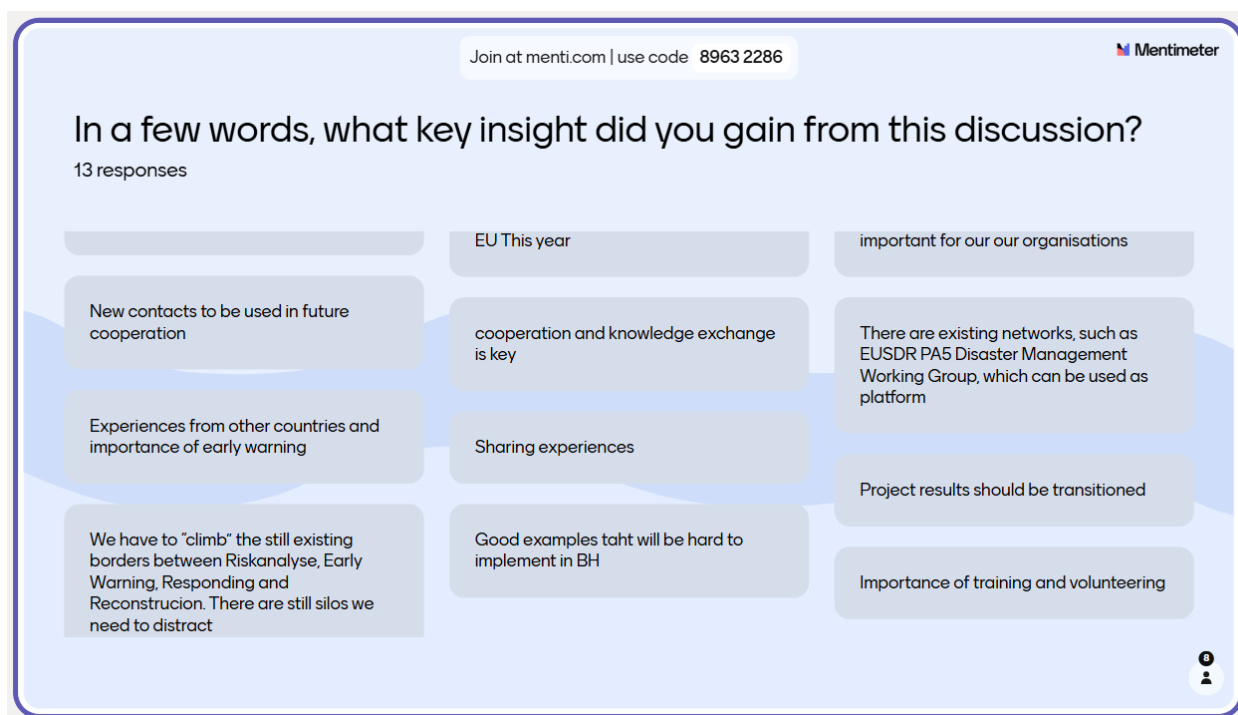 Join at menti.com | use code 8963 2286
Mentimeter
In a few words, what key insight did you gain from this discussion?
13 responses
New contacts to be used in future
cooperation
Experiences from other countries and
importance of early warning
We have to "climb" the still existing
borders between Riskanalyse, Early
Warning, Responding and
Reconstrucion. There are still silos we
need to distract
EU This year
cooperation and knowledge exchange
is key
Sharing experiences
Good examples taht will be hard to
implement in BH
important for our our organisations
There are existing networks, such as
EUSDR PA5 Disaster Management
Working Group, which can be used as
platform
Project results should be transitioned
Importance of training and volunteering
8